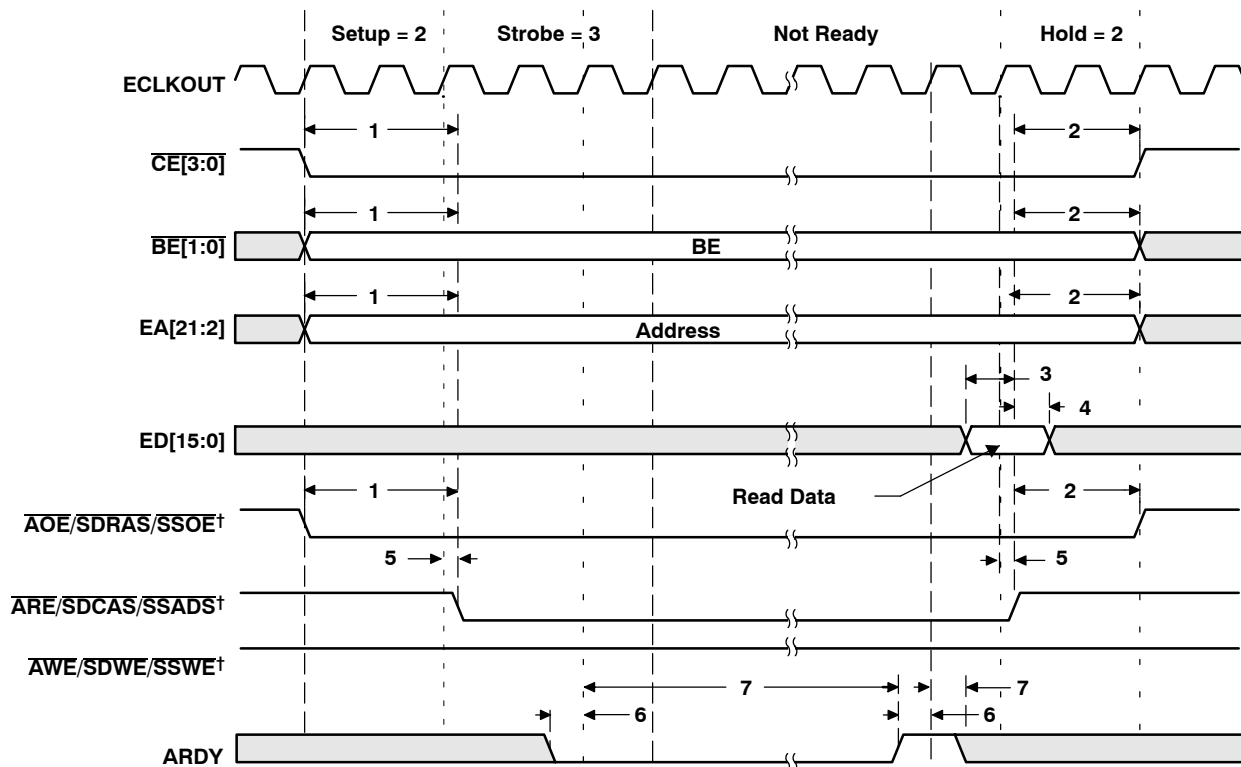 Setup = 2 Strobe = 3 Not Ready Hold = 2
ECLKOUT
1 2
CE[3:0]
1 2
BE[1:0] BE
1 2
EA[21:2] Address
3
4
ED[15:0]
Read Data
1 2
AOE/SDRAS/SSOE†
5 5
ARE/SDCAS/SSADS†
AWE/SDWE/SSWE†
7 7
6 6
ARDY